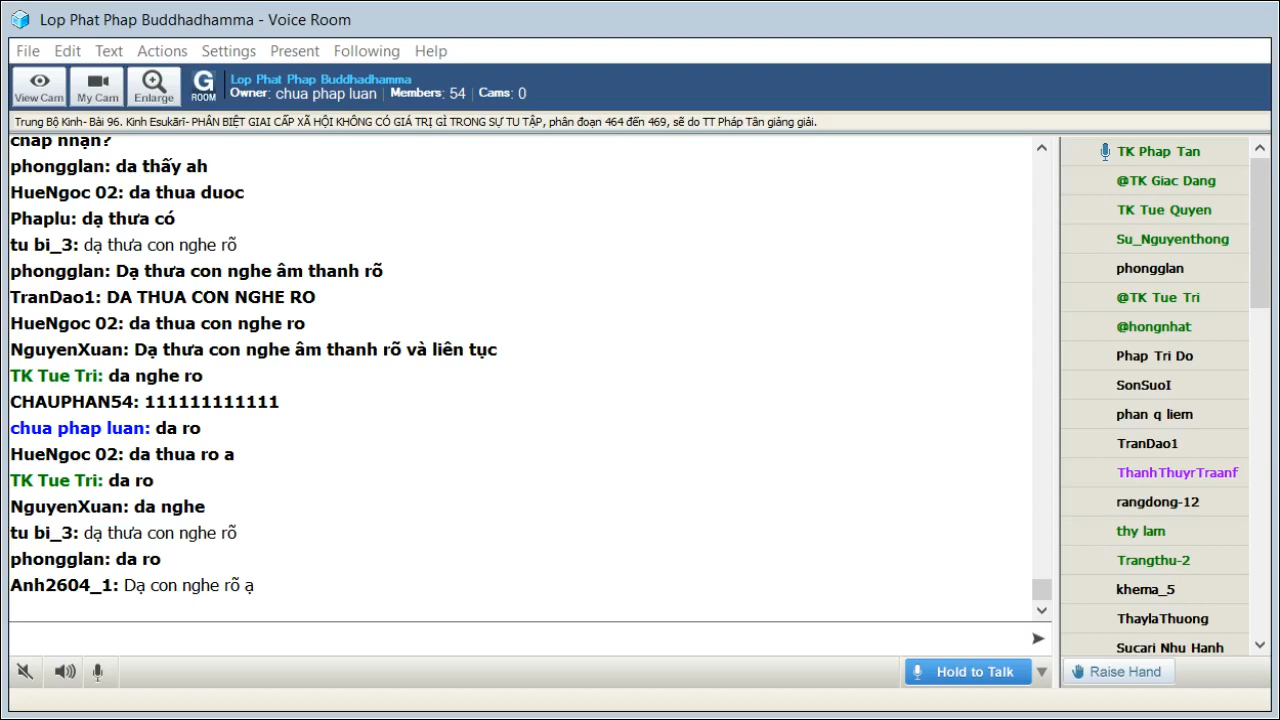 Lop Phat Phap Buddhadhamma - Voice Room
File Edit Text Actions Settings Present Following Help
View Cam My Cam Enlarge G ROOM
Lop Phat Phap Buddhadhamma
Owner: chua phap luan | Members: 54 | Cams: 0
Trung Bộ Kinh- Bài 96. Kinh Esukārī- PHÂN BIỆT GIAI CẤP XÃ HỘI KHÔNG CÓ GIÁ TRỊ GÌ TRONG SỰ TU TẬP, phân đoạn 464 đến 469, sẽ do TT Pháp Tân giảng giải.
chấp nhận?
phongglan: da thấy ah
HueNgoc 02: da thua duoc
Phaplu: dạ thưa có
tu bi_3: dạ thưa con nghe rõ
phongglan: Dạ thưa con nghe âm thanh rõ
TranDao1: DA THUA CON NGHE RO
HueNgoc 02: da thua con nghe ro
NguyenXuan: Dạ thưa con nghe âm thanh rõ và liên tục
TK Tue Tri: da nghe ro
CHAUPHAN54: 111111111111
chua phap luan: da ro
HueNgoc 02: da thua ro a
TK Tue Tri: da ro
NguyenXuan: da nghe
tu bi_3: dạ thưa con nghe rõ
phongglan: da ro
Anh2604_1: Dạ con nghe rõ ạ
TK Phap Tan
@TK Giac Dang
TK Tue Quyen
Su_Nguyenthong
phongglan
@TK Tue Tri
@hongnhat
Phap Tri Do
SonSuoI
phan q liem
TranDao1
ThanhThuyrTraanf
rangdong-12
thy lam
Trangthu-2
khema_5
ThaylaThuong
Sucari Nhu Hanh
Hold to Talk
Raise Hand